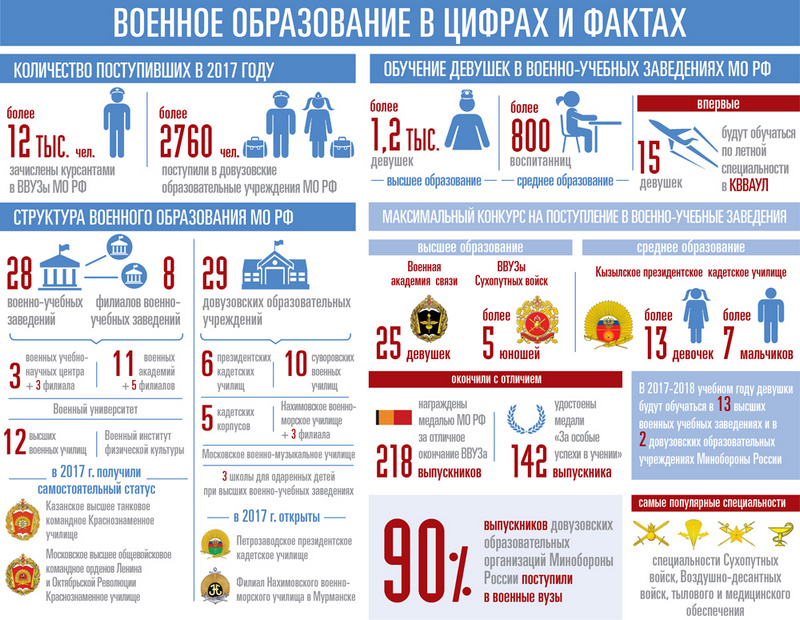 ВОЕННОЕ ОБРАЗОВАНИЕ В ЦИФРАХ И ФАКТАХ
КОЛИЧЕСТВО ПОСТУПИВШИХ В 2017 ГОДУ
более
12 ТЫС. чел.
зачислены курсантами
в ВВУЗы МО РФ
более
2760 чел.
поступили в довузовские
образовательные учреждения МО РФ
ОБУЧЕНИЕ ДЕВУШЕК В ВОЕННО-УЧЕБНЫХ ЗАВЕДЕНИЯХ МО РФ
более
1,2 ТЫС.
девушек
высшее образование
более
800
воспитанниц
среднее образование
впервые
15
девушек
будут обучаться
по летной
специальности
в КВВАУЛ
СТРУКТУРА ВОЕННОГО ОБРАЗОВАНИЯ МО РФ
28
военно-учебных
заведений
8
филиалов военно-
учебных заведений
3 военных учебно-
научных центра
+ 3 филиала
11 военных
академий
+ 5 филиалов
Военный университет
12 высших
военных училищ
Военный институт
физической культуры
в 2017 г. получили
самостоятельный статус
Казанское высшее танковое
командное Краснознаменное
училище
Московское высшее общевойсковое
командное орденов Ленина
и Октябрьской Революции
Краснознаменное училище
29
довузовских образовательных
учреждений
6 президентских
кадетских
училищ
10 суворовских
военных
училищ
5 кадетских
корпусов
Нахимовское военно-
морское училище
+ 3 филиала
Московское военно-музыкальное училище
3 школы для одаренных детей
при высших военно-учебных заведениях
в 2017 г. открыты
Петрозаводское президентское
кадетское училище
Филиал Нахимовского военно-
морского училища в Мурманске
МАКСИМАЛЬНЫЙ КОНКУРС НА ПОСТУПЛЕНИЕ В ВОЕННО-УЧЕБНЫЕ ЗАВЕДЕНИЯ
высшее образование
Военная
академия связи
25 девушек
ВВУЗы
Сухопутных войск
более
5 юношей
среднее образование
Кызылское президентское кадетское училище
более
13 девочек
более
7 мальчиков
окончили с отличием
награждены
медалью МО РФ
за отличное
окончание ВВУЗа
218 выпускников
удостоены
медали
«За особые
успехи в учении»
142 выпускника
В 2017-2018 учебном году девушки
будут обучаться в 13 высших
военных учебных заведениях и в
2 довузовских образовательных
учреждениях Минобороны России
90%
выпускников довузовских
образовательных
организаций Минобороны
России поступили
в военные вузы
самые популярные специальности
специальности Сухопутных
войск, Воздушно-десантных
войск, тылового и медицинского
обеспечения